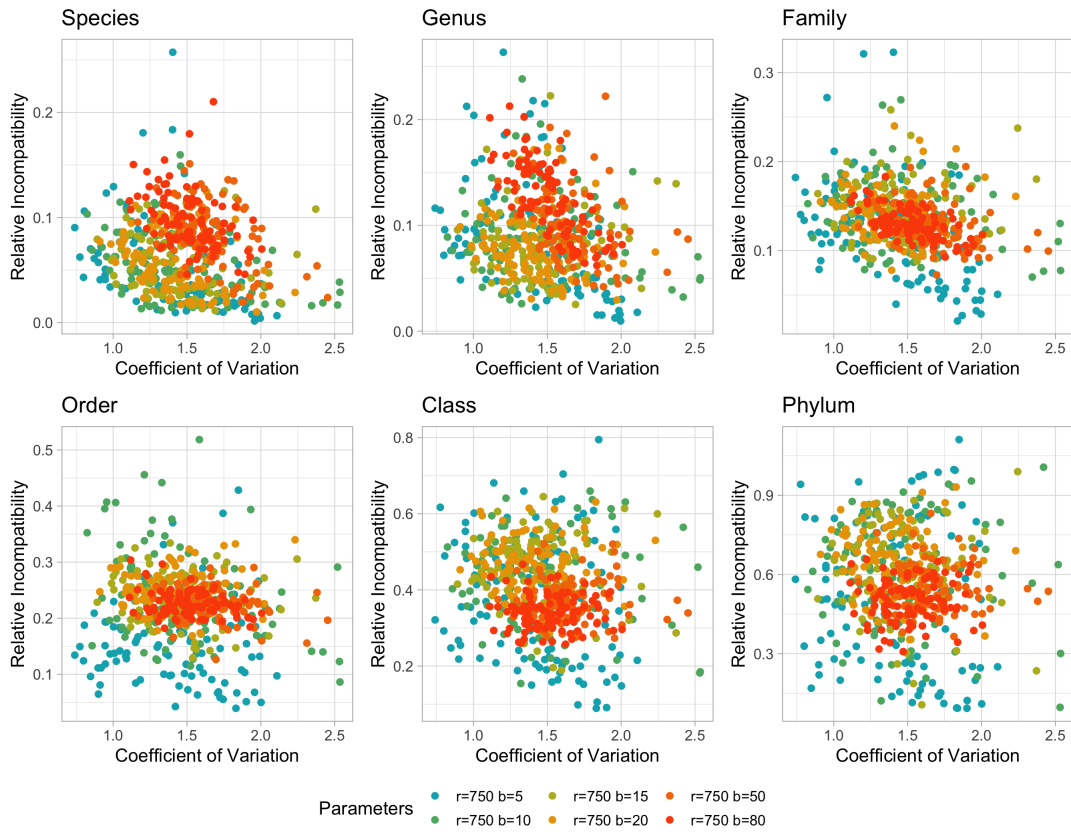 Species
Genus
Family
Relative Incompatibility
0.2
0.1
0.0
1.0 1.5 2.0 2.5
Coefficient of Variation
Relative Incompatibility
0.2
0.1
0.0
1.0 1.5 2.0 2.5
Coefficient of Variation
Relative Incompatibility
0.3
0.2
0.1
1.0 1.5 2.0 2.5
Coefficient of Variation
Order
Class
Phylum
Relative Incompatibility
0.5
0.4
0.3
0.2
0.1
1.0 1.5 2.0 2.5
Coefficient of Variation
Relative Incompatibility
0.8
0.6
0.4
0.2
1.0 1.5 2.0 2.5
Coefficient of Variation
Relative Incompatibility
0.9
0.6
0.3
1.0 1.5 2.0 2.5
Coefficient of Variation
Parameters
r=750 b=5 r=750 b=15 r=750 b=50
r=750 b=10 r=750 b=20 r=750 b=80